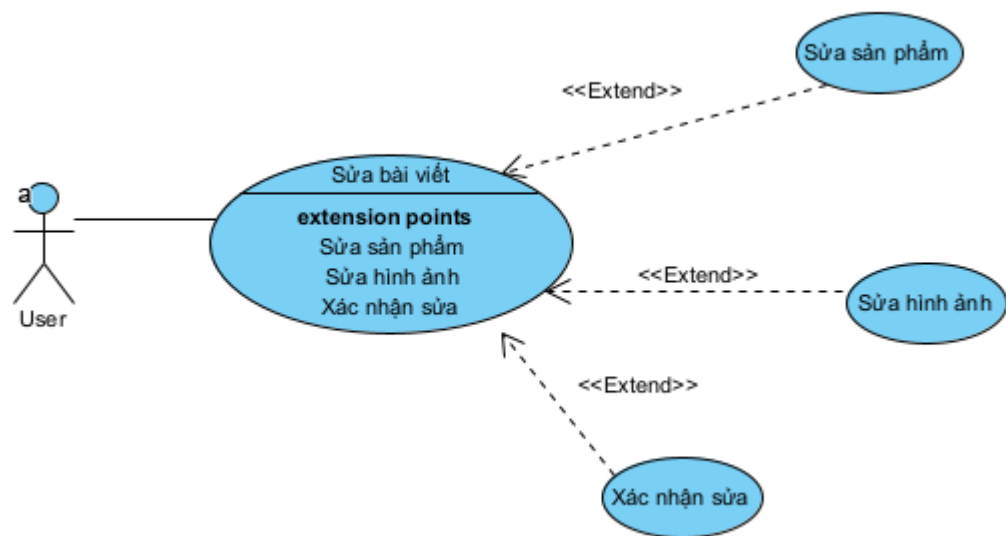 Sửa sản phẩm
<<Extend>>
Sửa bài viết
a
extension points
Sửa sản phẩm
Sửa hình ảnh
Xác nhận sửa
User
<<Extend>>
Sửa hình ảnh
<<Extend>>
Xác nhận sửa